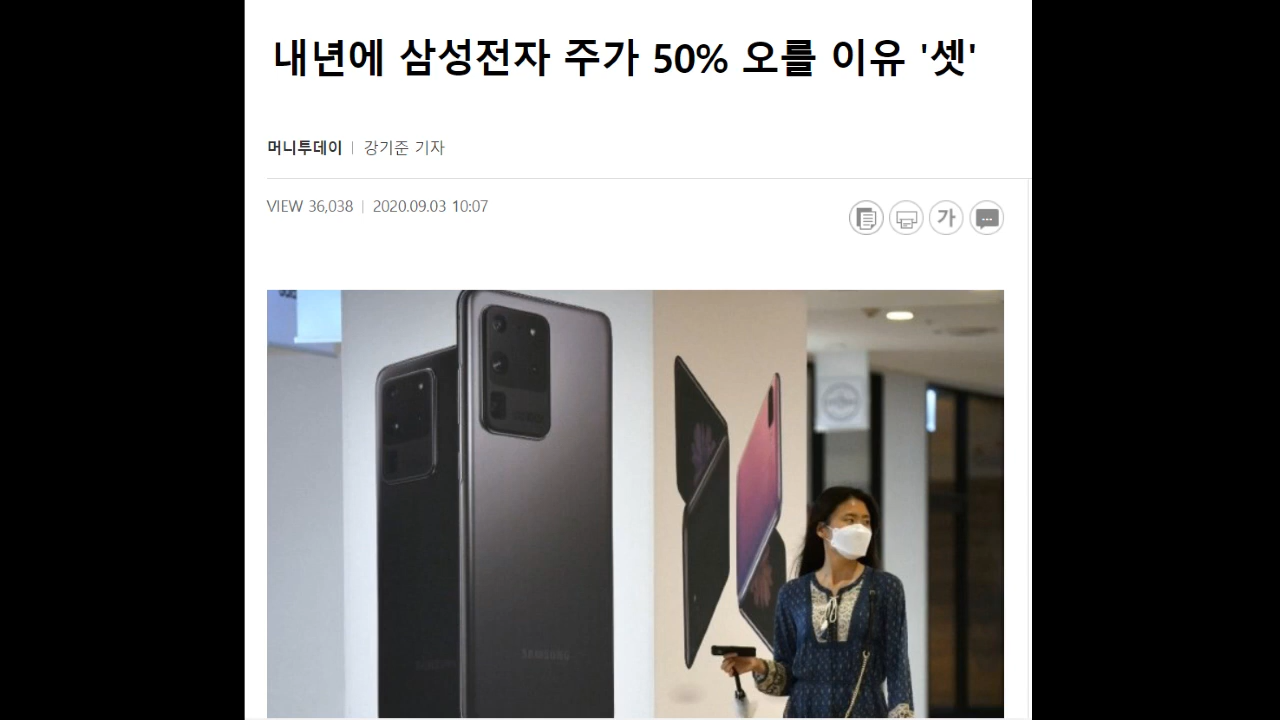 내년에 삼성전자 주가 50% 오를 이유 '셋'
머니투데이 | 강기준 기자
VIEW 36,038 | 2020.09.03 10:07
가
SAMSUNG